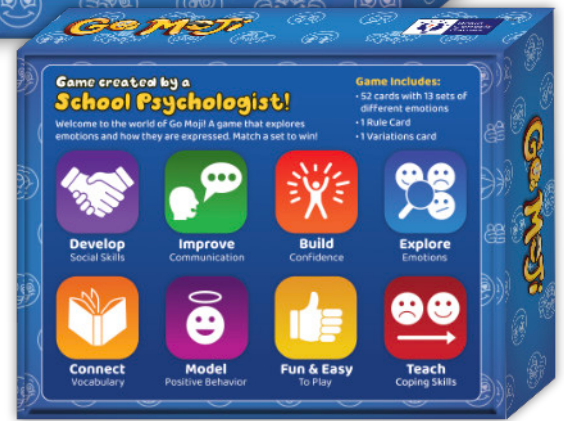 Go Moji
Game created by a
School Psychologist!
Welcome to the world of Go Moji! A game that explores
emotions and how they are expressed. Match a set to win!
Game Includes:
• 52 cards with 13 sets of
different emotions
• 1 Rule Card
• 1 Variations card
Develop
Social Skills
Improve
Communication
Build
Confidence
Explore
Emotions
Connect
Vocabulary
Model
Positive Behavior
Fun & Easy
To Play
Teach
Coping Skills
Go Moji